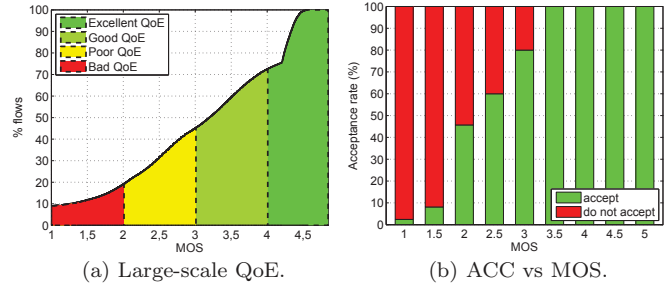 % flows
100
90
80
70
60
50
40
30
20
10
0
Excellent QoE
Good QoE
Poor QoE
Bad QoE
1 1,5 2 2,5 3 3,5 4 4,5
MOS
(a) Large-scale QoE.
Acceptance rate (%)
100
90
80
70
60
50
40
30
20
10
0
accept
do not accept
1 1.5 2 2.5 3 3.5 4 4.5 5
MOS
(b) ACC vs MOS.